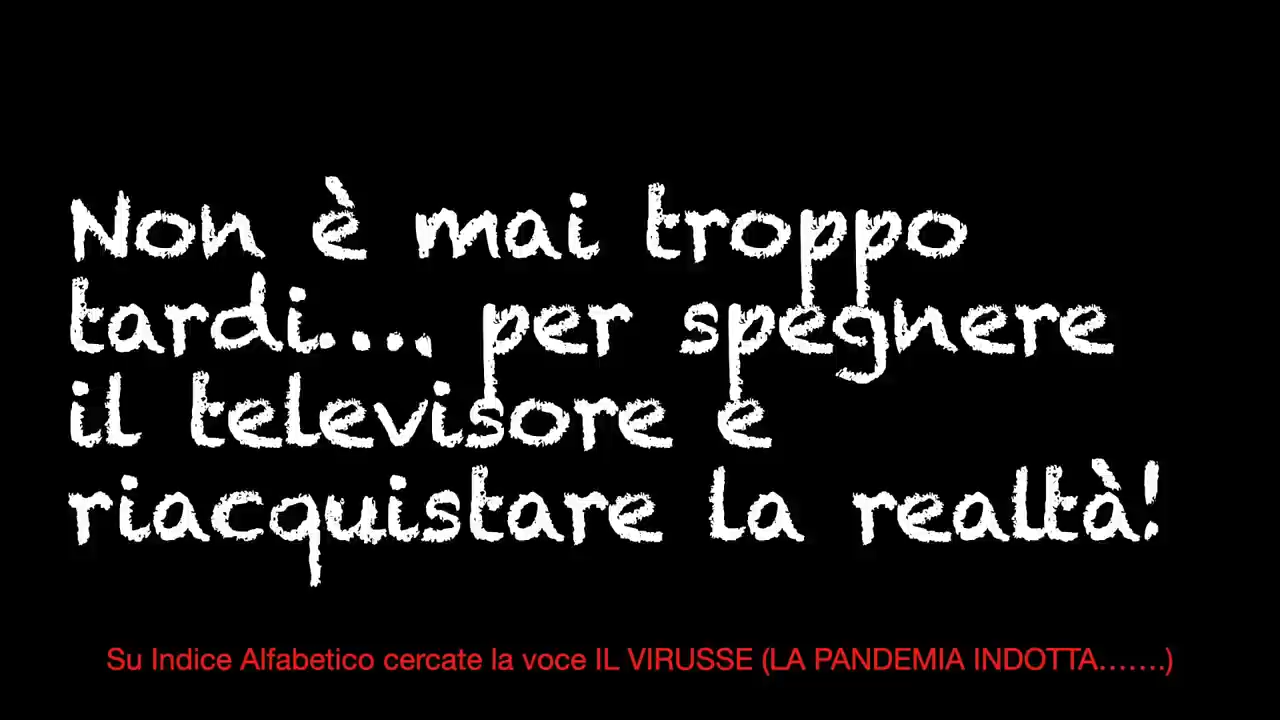 Non è mai troppo
tardi.... per spegnere
il televisore e
riacquistare la realtà!
Su Indice Alfabetico cercate la voce IL VIRUSSE (LA PANDEMIA INDOTTA.......)